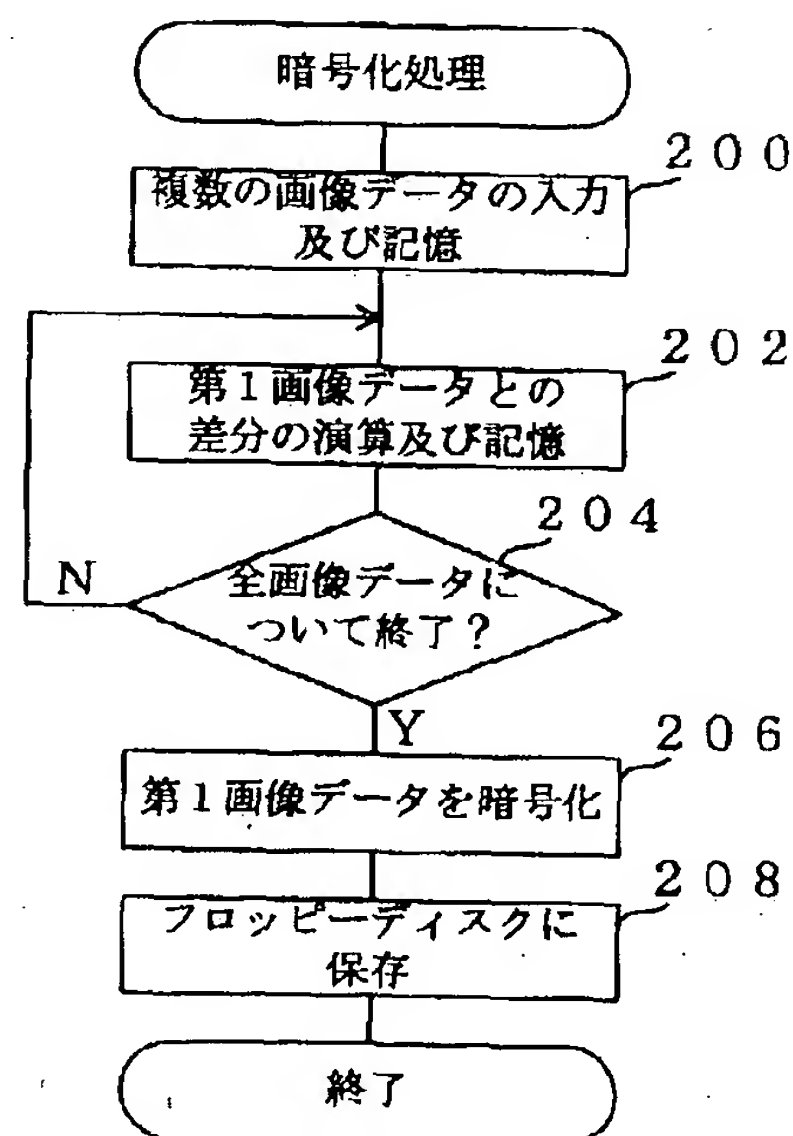 暗号化処理
２００
複数の画像データの入力
及び記憶
２０２
第１画像データとの
差分の演算及び記憶
２０４
全画像データに
ついて終了？
N
Y
２０６
第１画像データを暗号化
２０８
フロッピーディスクに
保存
終了